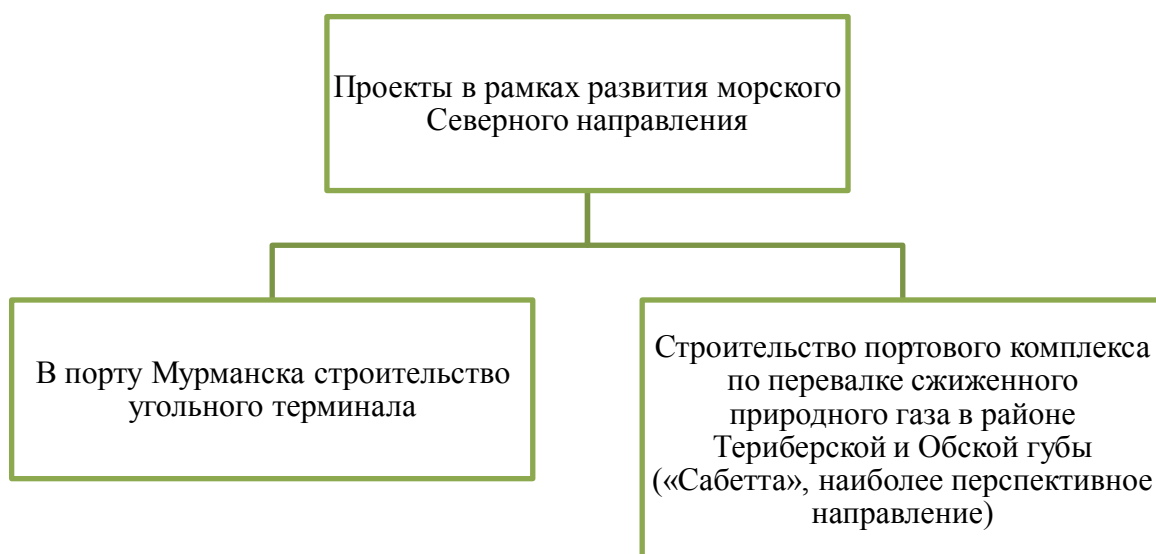 Проекты в рамках развития морского
Северного направления
В порту Мурманска строительство
угольного терминала
Строительство портового комплекса
по перевалке сжиженного
природного газа в районе
Териберской и Обской губы
(«Сабетта», наиболее перспективное
направление)